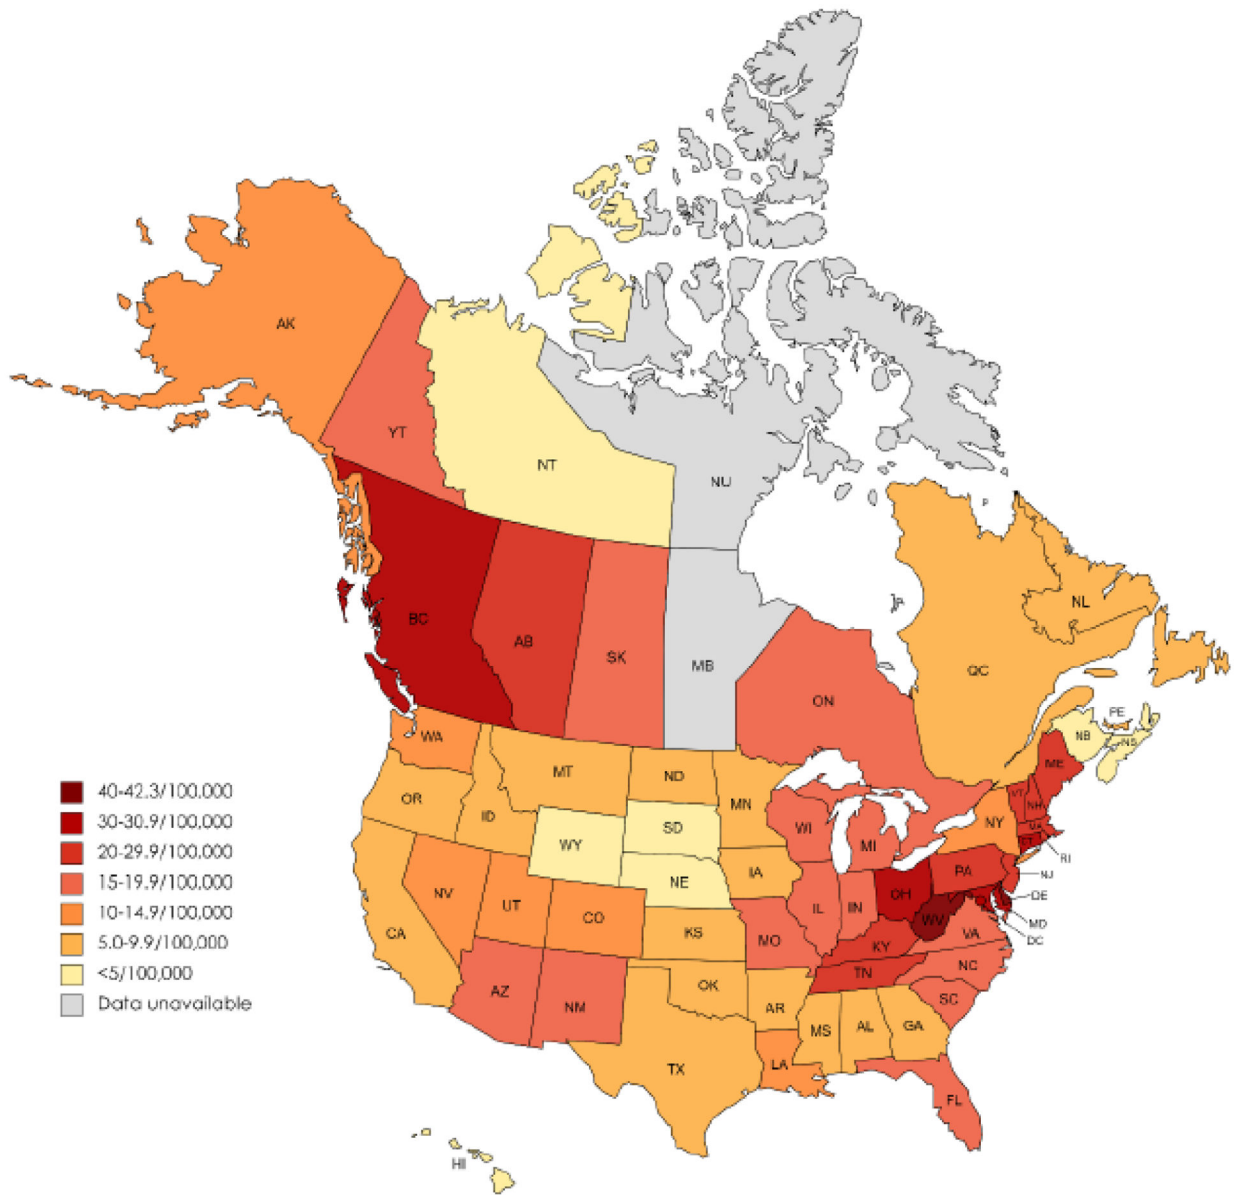 AK
YT
NT
NU
P
BC
AB
SK
MB
ON
QC
NL
PE
NB
NS
WA
MT
ND
MN
ME
OR
ID
VT
NH
WY
SD
WI
MI
NY
MA
CT
RI
NE
IA
PA
NJ
NV
UT
CO
KS
IL
IN
OH
DE
CA
MO
WV
MD
VA
DC
KY
NC
TN
AZ
NM
OK
AR
SC
MS
AL
GA
TX
LA
FL
HI
40-42.3/100,000
30-30.9/100,000
20-29.9/100,000
15-19.9/100,000
10-14.9/100,000
5.0-9.9/100,000
<5/100,000
Data unavailable